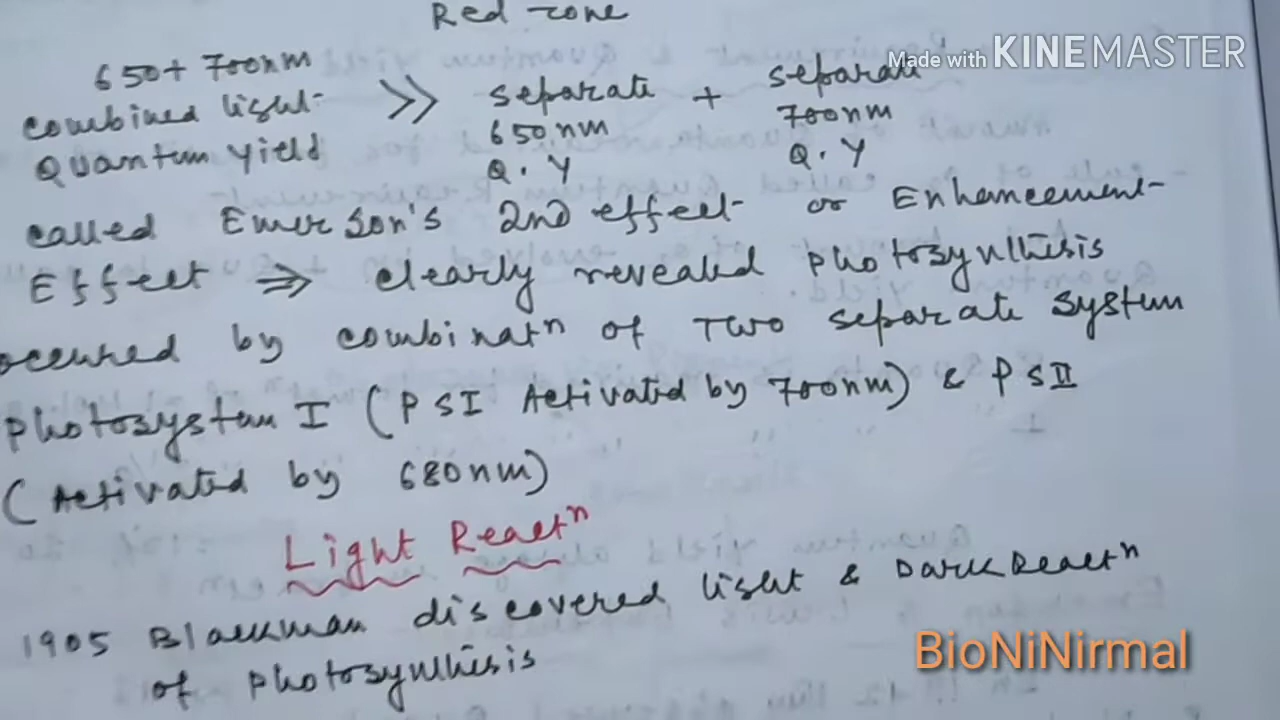 Red zone
Made with KINEMASTER
650+ 700nm
combined light
Quantum yield
>>
separate
650nm
Q.Y
+
separate
700nm
Q.Y
called Emerson's 2nd effect or Enhancement
Effect ⇒ clearly revealed photosynthesis
occured by combinatⁿ of Two separate system
photosystem I (PSI Activated by 700nm) & PSII
(Activated by 680nm)
Light Reactⁿ
1905 Blackman discovered light & Dark Reactⁿ
of photosynthesis
BioNiNirmal